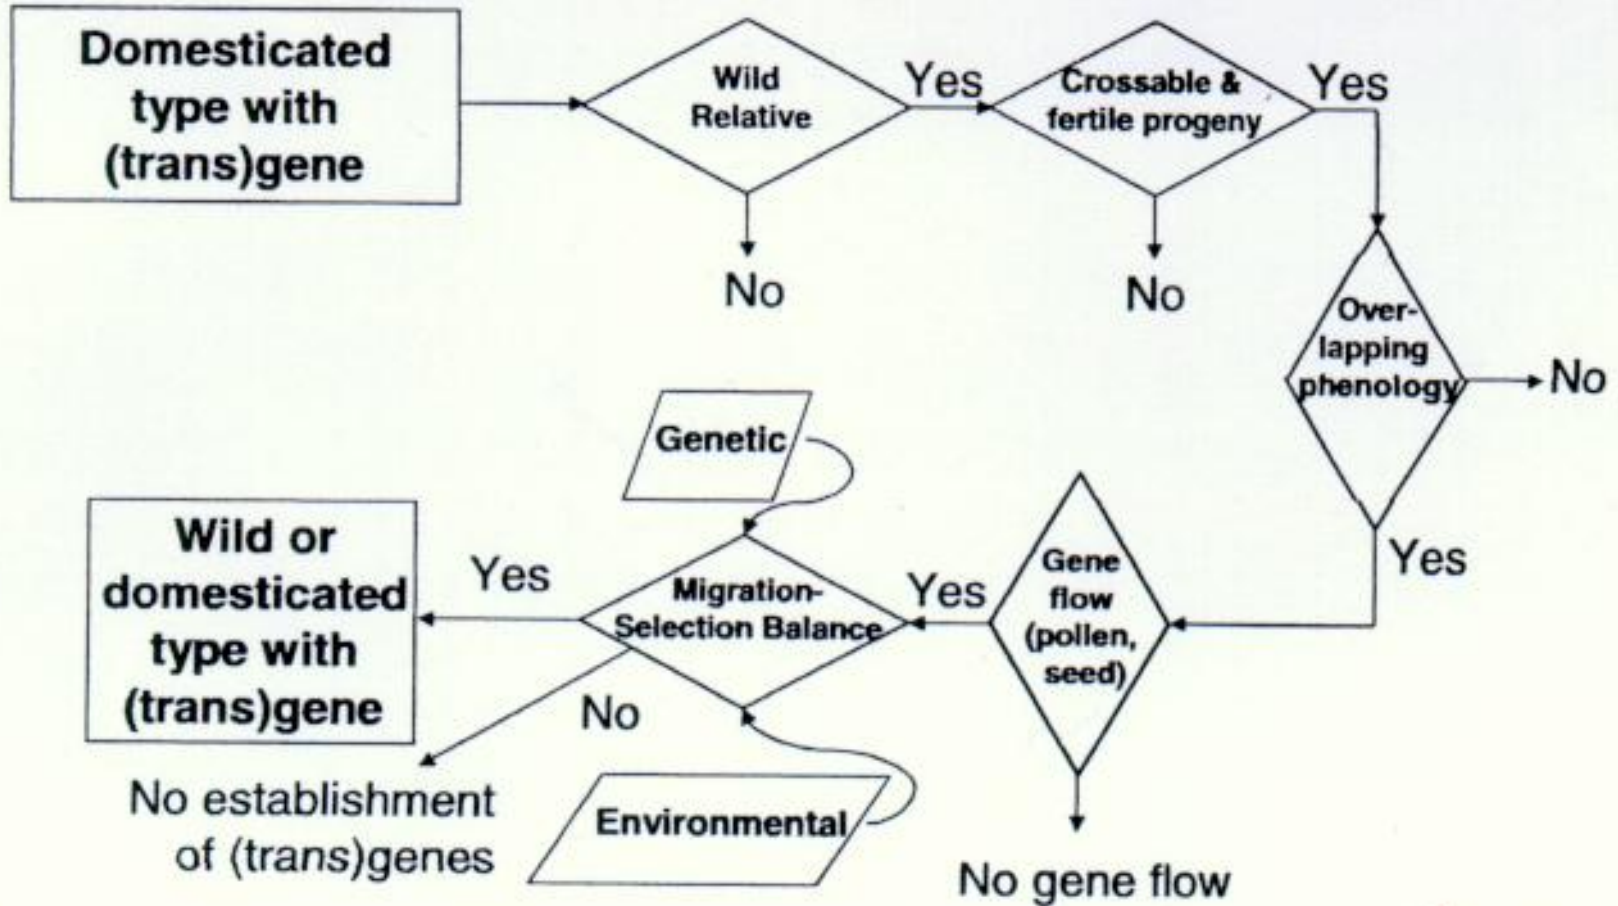 Domesticated
type with
(trans)gene
Wild
Relative
Yes
No
Crossable &
fertile progeny
Yes
No
Over-
lapping
phenology
No
Yes
Gene
flow
(pollen,
seed)
Yes
No gene flow
Genetic
Migration-
Selection Balance
Environmental
Yes
Wild or
domesticated
type with
(trans)gene
No
No establishment
of (trans)genes